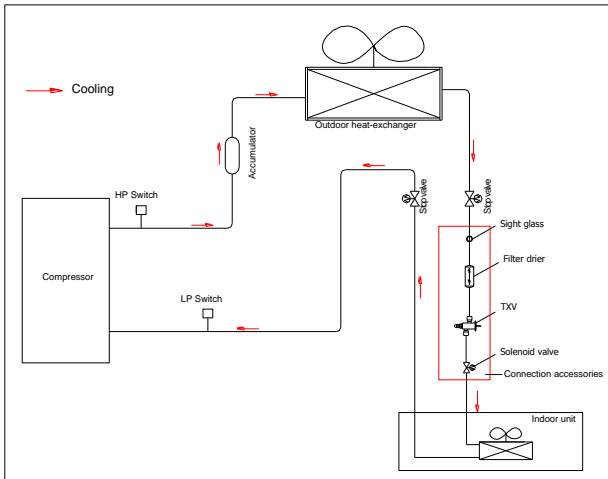 Cooling
Outdoor heat-exchanger
Accumulator
HP Switch
Stop valve
Stop valve
Sight glass
Compressor
Filter drier
LP Switch
TXV
Solenoid valve
Connection accessories
Indoor unit